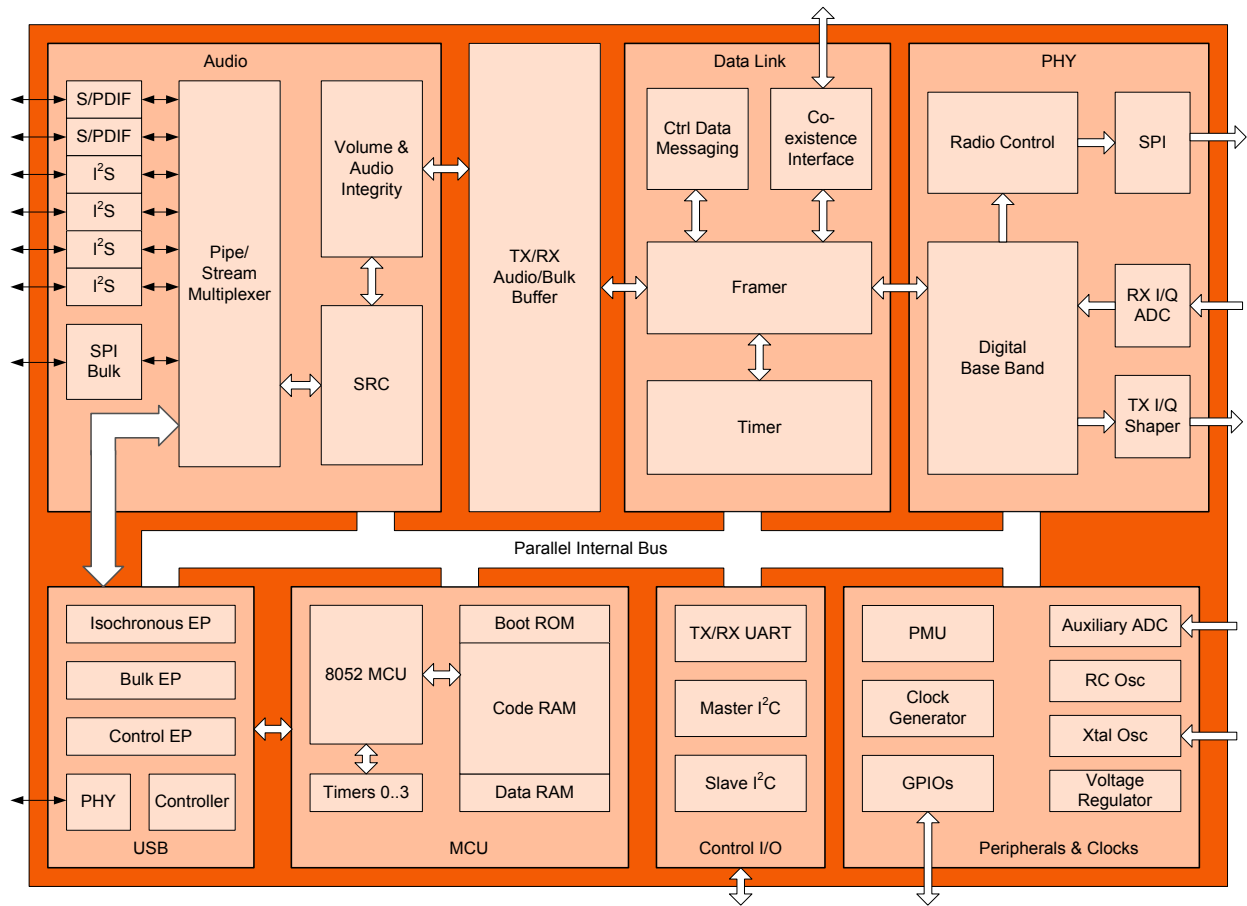 Audio
S/PDIF
S/PDIF
I²S
I²S
I²S
I²S
SPI
Bulk
Pipe/
Stream
Multiplexer
Volume &
Audio
Integrity
SRC
TX/RX
Audio/Bulk
Buffer
Data Link
Ctrl Data
Messaging
Co-
existence
Interface
Framer
Timer
PHY
Radio Control
SPI
Digital
Base Band
RX I/Q
ADC
TX I/Q
Shaper
Parallel Internal Bus
Isochronous EP
Bulk EP
Control EP
PHY
Controller
USB
8052 MCU
Timers 0..3
Boot ROM
Code RAM
Data RAM
MCU
TX/RX UART
Master I²C
Slave I²C
Control I/O
PMU
Clock
Generator
GPIOs
Auxiliary ADC
RC Osc
Xtal Osc
Voltage
Regulator
Peripherals & Clocks